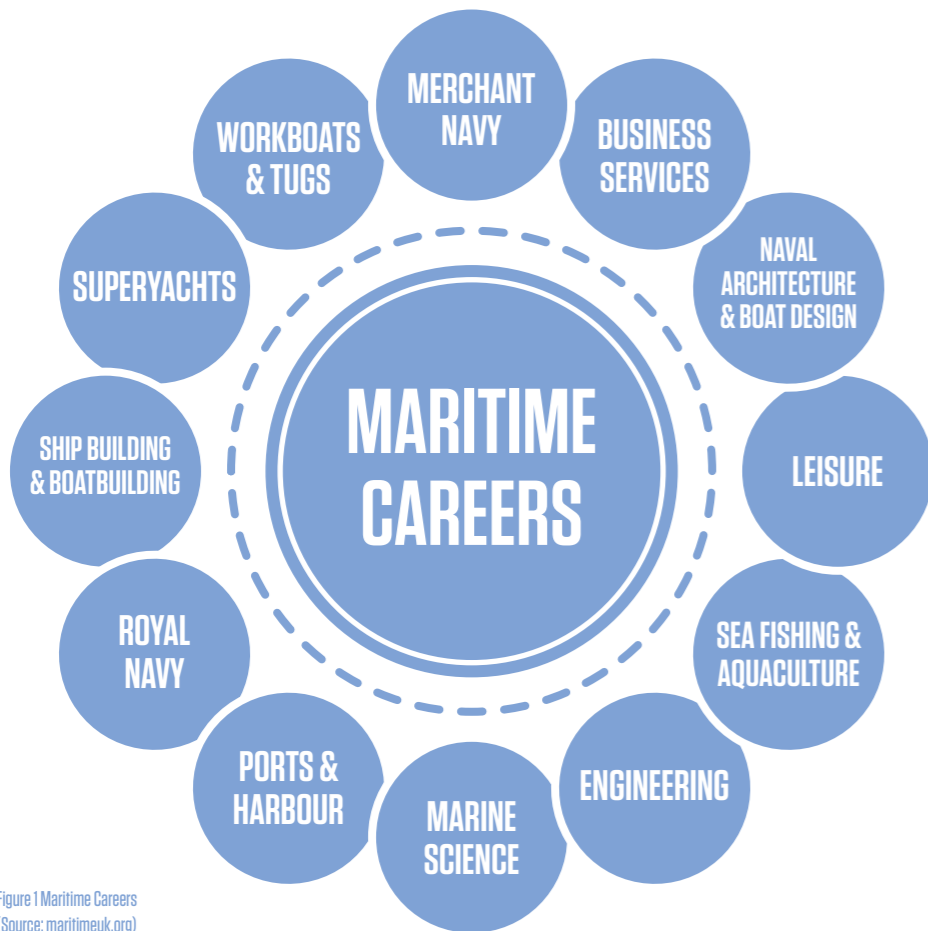 MERCHANT
NAVY
BUSINESS
SERVICES
NAVAL
ARCHITECTURE
& BOAT DESIGN
LEISURE
SEA FISHING &
AQUACULTURE
ENGINEERING
MARINE
SCIENCE
PORTS &
HARBOUR
ROYAL
NAVY
SHIP BUILDING
& BOATBUILDING
SUPERYACHTS
WORKBOATS
& TUGS
MARITIME
CAREERS
Figure 1 Maritime Careers
(Source: maritimeuk.org)